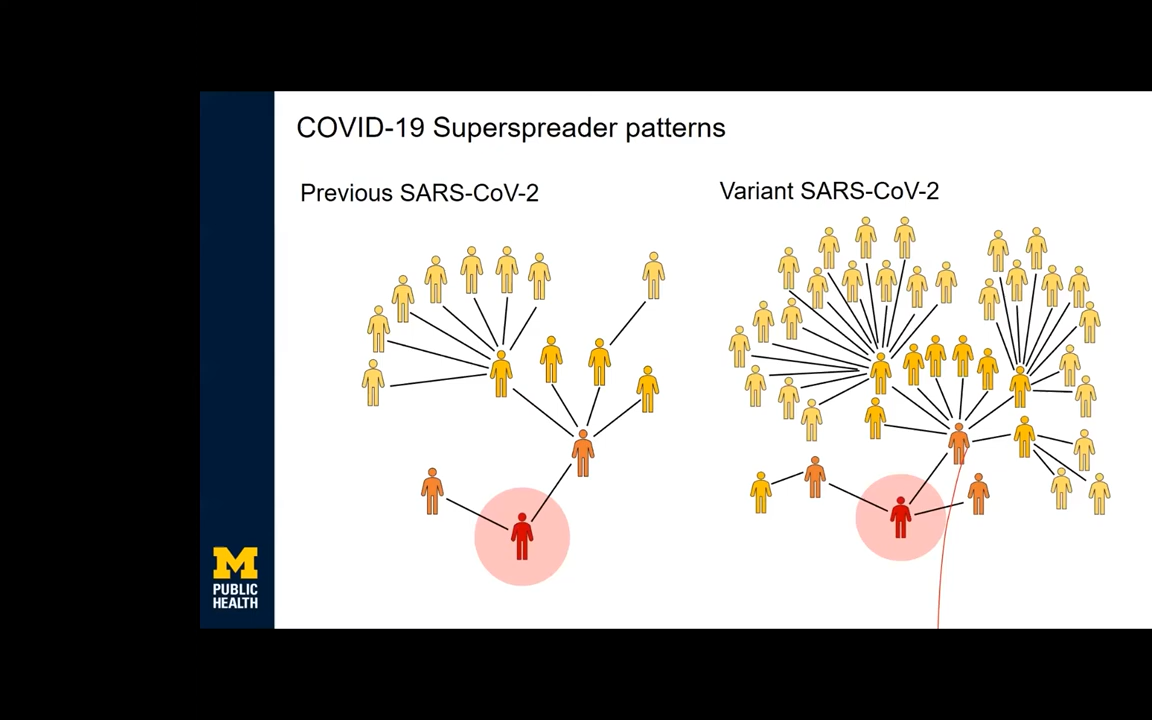 COVID-19 Superspreader patterns
Previous SARS-CoV-2
Variant SARS-CoV-2
M
PUBLIC
HEALTH